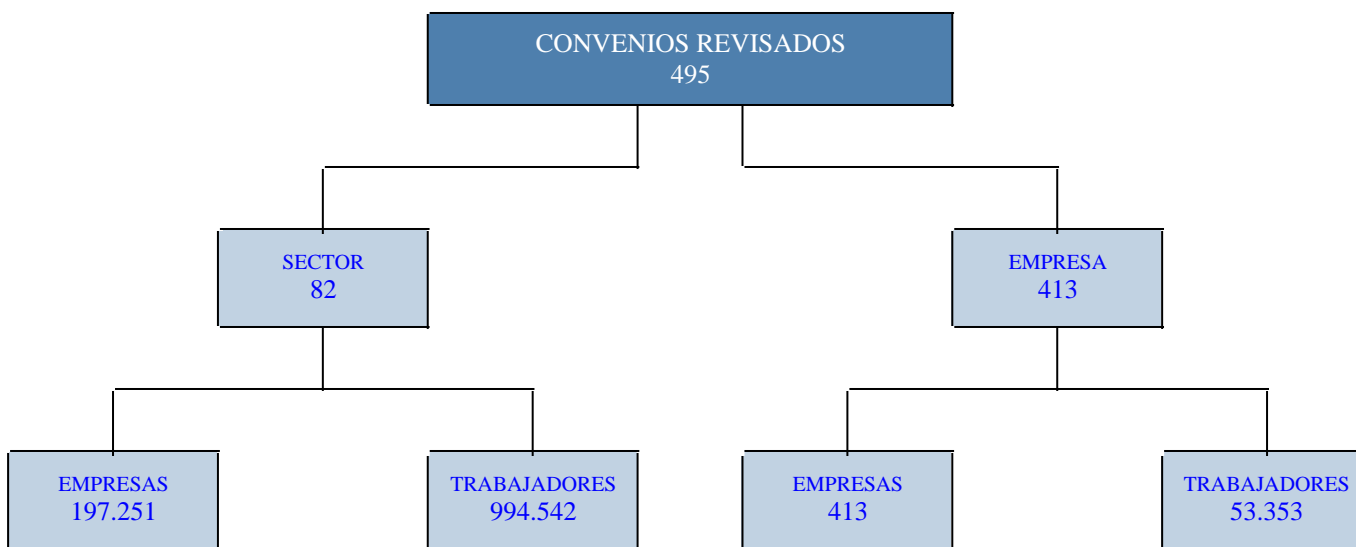 CONVENIOS REVISADOS
495
SECTOR
82
EMPRESA
413
EMPRESAS
197.251
TRABAJADORES
994.542
EMPRESAS
413
TRABAJADORES
53.353